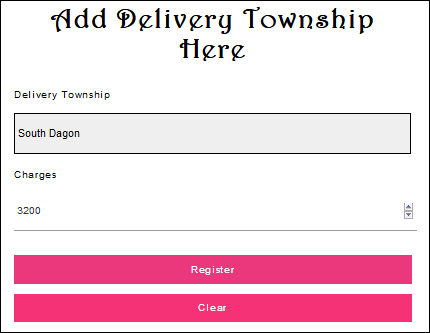 Add Delivery Township
Here
Delivery Township
South Dagon
Charges
3200
Register
Clear